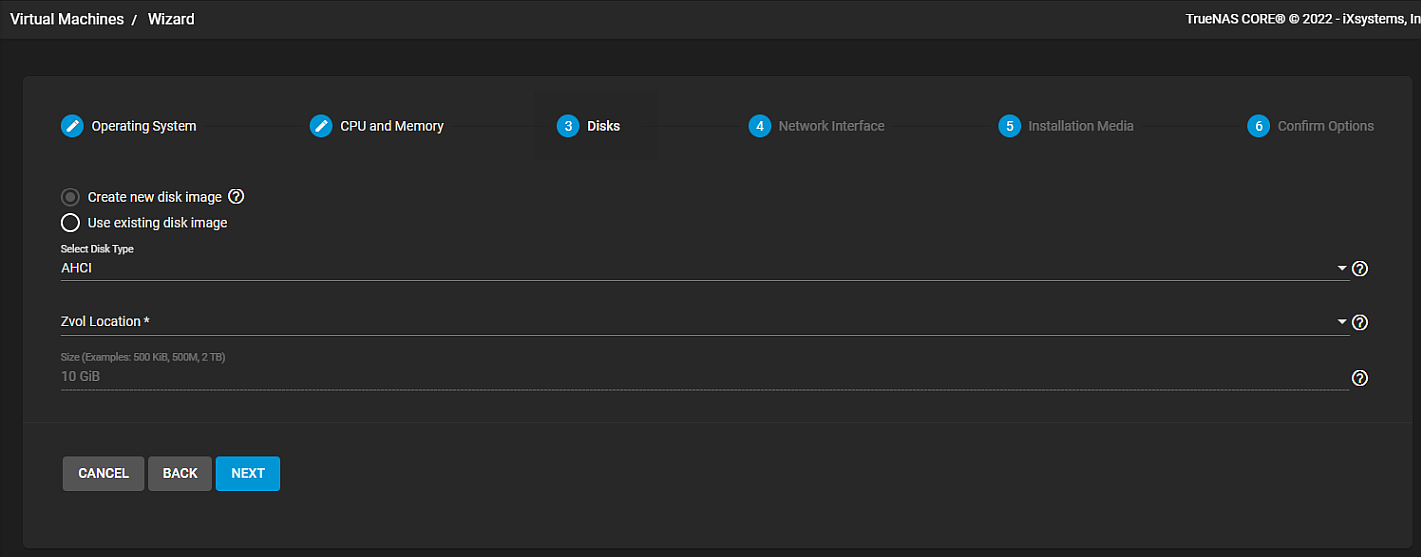 Virtual Machines / Wizard
TrueNAS CORE® © 2022 - iXsystems, In
Operating System
CPU and Memory
3 Disks
4 Network Interface
5 Installation Media
6 Confirm Options
Create new disk image
Use existing disk image
Select Disk Type
AHCI
Zvol Location *
Size (Examples: 500 KiB, 500M, 2 TB)
10 GiB
CANCEL BACK NEXT